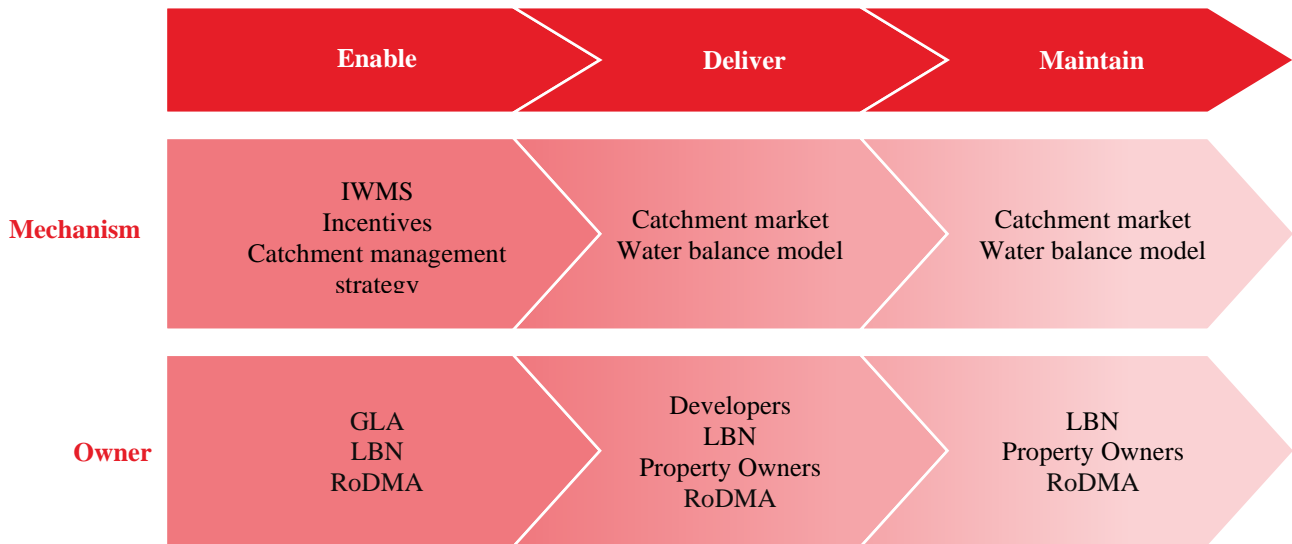 Enable
Deliver
Maintain
Mechanism
IWMS
Incentives
Catchment management
strategy
Catchment market
Water balance model
Catchment market
Water balance model
Owner
GLA
LBN
RoDMA
Developers
LBN
Property Owners
RoDMA
LBN
Property Owners
RoDMA